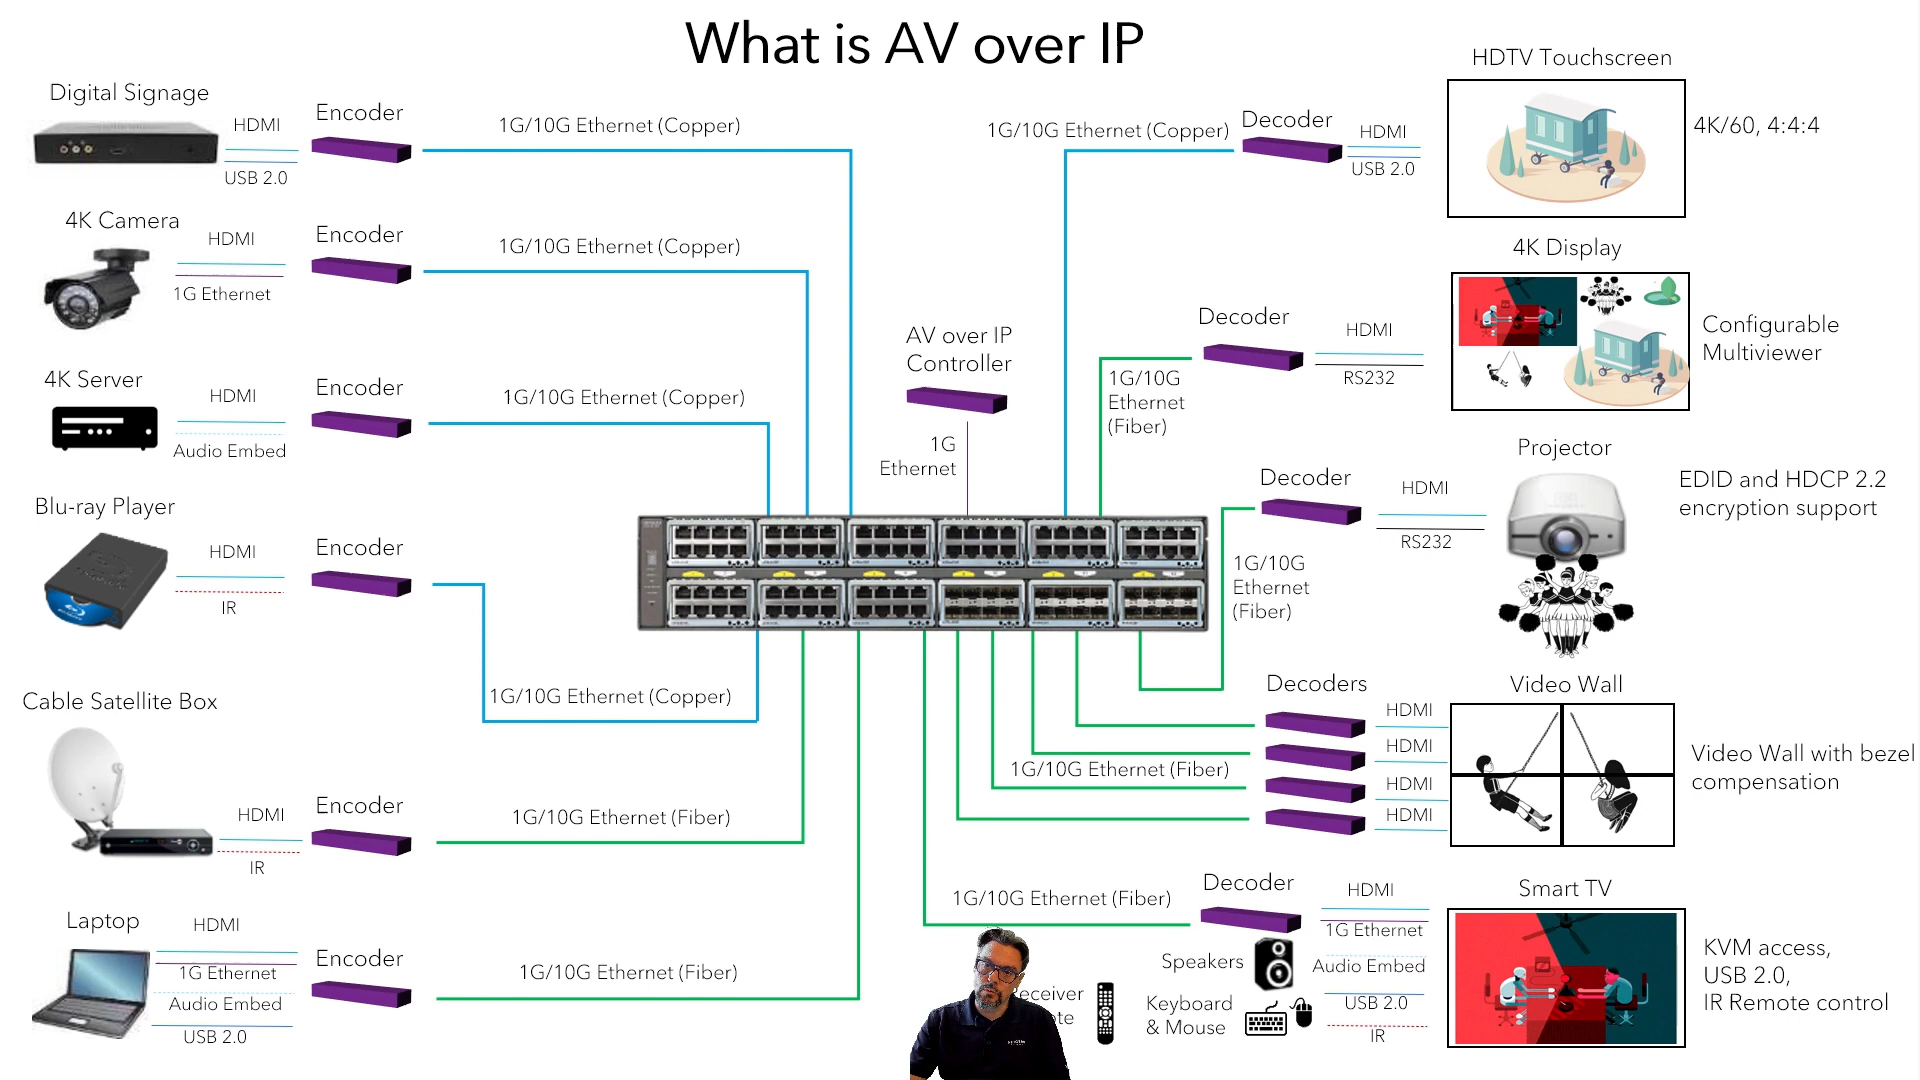 What is AV over IP
Digital Signage
HDMI
USB 2.0
Encoder
1G/10G Ethernet (Copper)
4K Camera
HDMI
1G Ethernet
Encoder
1G/10G Ethernet (Copper)
4K Server
HDMI
Audio Embed
Encoder
1G/10G Ethernet (Copper)
Blu-ray Player
HDMI
IR
Encoder
1G/10G Ethernet (Copper)
Cable Satellite Box
HDMI
IR
Encoder
1G/10G Ethernet (Fiber)
Laptop
HDMI
1G Ethernet
Audio Embed
USB 2.0
Encoder
1G/10G Ethernet (Fiber)
AV over IP
Controller
1G
Ethernet
HDTV Touchscreen
1G/10G Ethernet (Copper)
Decoder
HDMI
USB 2.0
4K/60, 4:4:4
4K Display
Decoder
HDMI
RS232
1G/10G
Ethernet
(Fiber)
Configurable
Multiviewer
Projector
Decoder
HDMI
RS232
1G/10G
Ethernet
(Fiber)
EDID and HDCP 2.2
encryption support
Video Wall
Decoders
HDMI
HDMI
HDMI
HDMI
1G/10G Ethernet (Fiber)
Video Wall with bezel
compensation
Smart TV
Decoder
HDMI
1G/10G Ethernet (Fiber)
1G Ethernet
Speakers
Audio Embed
Keyboard
& Mouse
USB 2.0
IR
KVM access,
USB 2.0,
IR Remote control